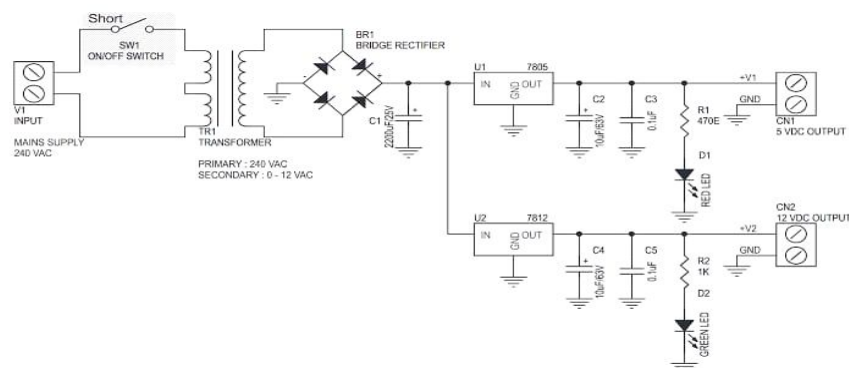 Short
SW1
ON/OFF SWITCH
V1
INPUT
MAINS SUPPLY
240 VAC
TR1
TRANSFORMER
PRIMARY : 240 VAC
SECONDARY : 0 - 12 VAC
BR1
BRIDGE RECTIFIER
-
+
C1
+
2200uF/25V
U1
7805
IN
GND
OUT
C2
+
10uF/63V
C3
0.1uF
R1
470E
D1
RED LED
+V1
GND
CN1
5 VDC OUTPUT
U2
7812
IN
GND
OUT
C4
+
10uF/63V
C5
0.1uF
R2
1K
D2
GREEN LED
CN2
12 VDC OUTPUT
+V2
GND